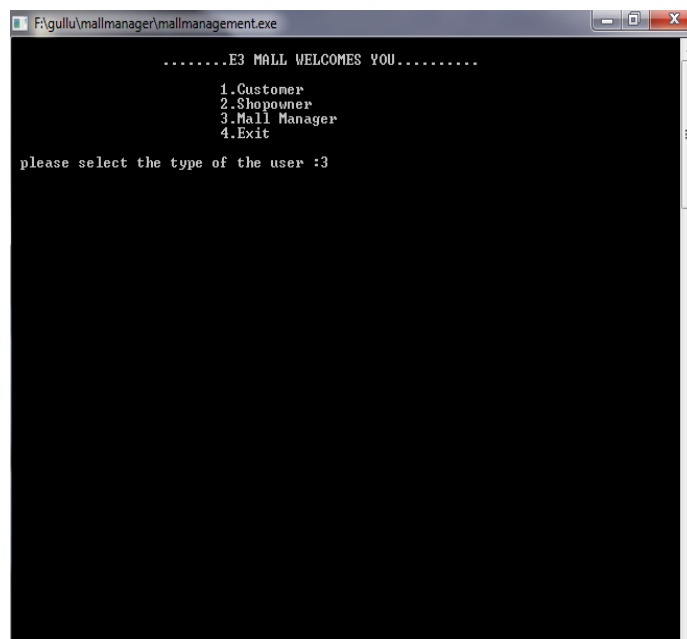 F:\gullu\mallmanager\mallmanagement.exe
........E3 MALL WELCOMES YOU..........
1.Customer
2.Shopowner
3.Mall Manager
4.Exit
please select the type of the user :3